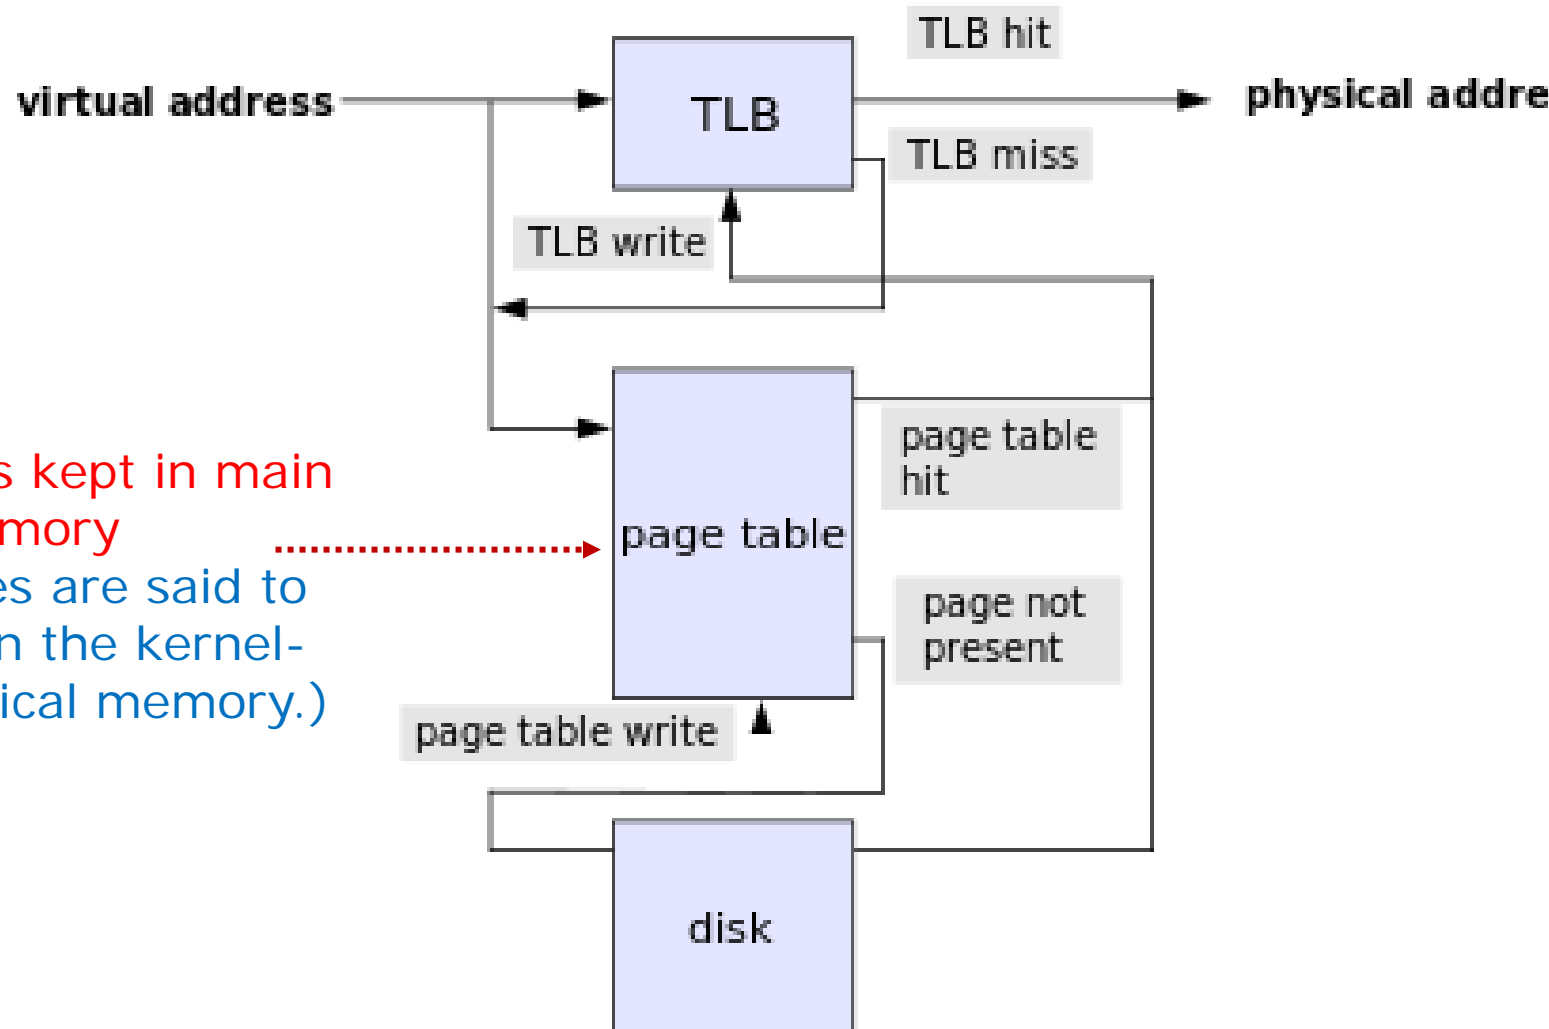 TLB hit
virtual address
TLB
physical addre
TLB miss
TLB write
s kept in main
mory
es are said to
n the kernel-
ical memory.)
page table
hit
page table
page not
present
page table write
disk